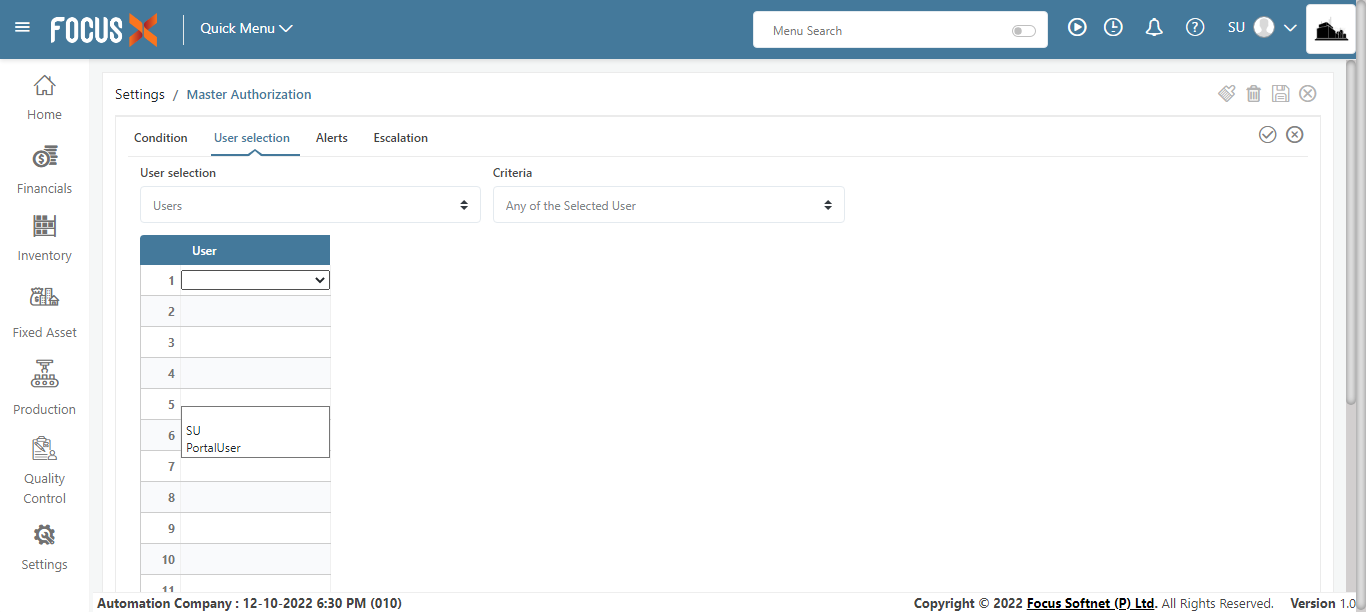 FOCUS X
Quick Menu
Menu Search
SU
Home
Financials
Inventory
Fixed Asset
Production
Quality
Control
Settings
Settings / Master Authorization
Condition User selection Alerts Escalation
User selection Criteria
Users Any of the Selected User
User
1
2
3
4
5
6
SU
PortalUser
7
8
9
10
11
Automation Company : 12-10-2022 6:30 PM (010) Copyright © 2022 Focus Softnet (P) Ltd. All Rights Reserved. Version 1.0